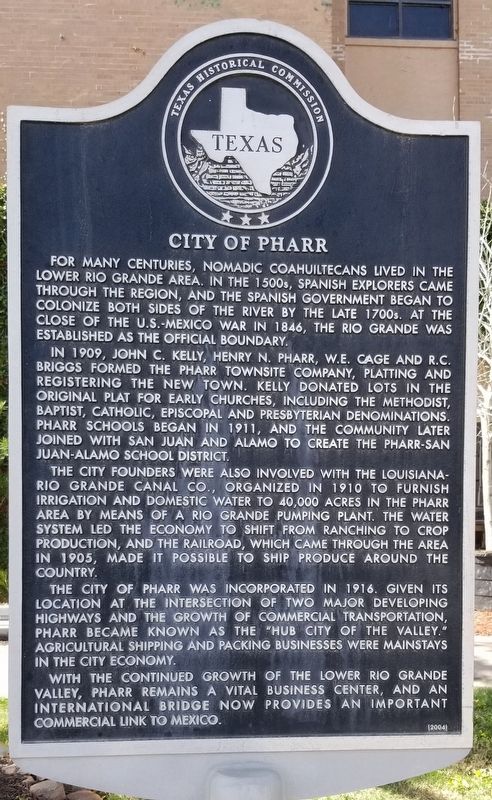 TEXAS HISTORICAL COMMISSION
TEXAS
CITY OF PHARR
FOR MANY CENTURIES, NOMADIC COAHUILTECANS LIVED IN THE
LOWER RIO GRANDE AREA. IN THE 1500s, SPANISH EXPLORERS CAME
THROUGH THE REGION, AND THE SPANISH GOVERNMENT BEGAN TO
COLONIZE BOTH SIDES OF THE RIVER BY THE LATE 1700s. AT THE
CLOSE OF THE U.S.-MEXICO WAR IN 1846, THE RIO GRANDE WAS
ESTABLISHED AS THE OFFICIAL BOUNDARY.
IN 1909, JOHN C. KELLY, HENRY N. PHARR, W.E. CAGE AND R.C.
BRIGGS FORMED THE PHARR TOWNSITE COMPANY, PLATTING AND
REGISTERING THE NEW TOWN. KELLY DONATED LOTS IN THE
ORIGINAL PLAT FOR EARLY CHURCHES, INCLUDING THE METHODIST,
BAPTIST, CATHOLIC, EPISCOPAL AND PRESBYTERIAN DENOMINATIONS.
PHARR SCHOOLS BEGAN IN 1911, AND THE COMMUNITY LATER
JOINED WITH SAN JUAN AND ALAMO TO CREATE THE PHARR-SAN
JUAN-ALAMO SCHOOL DISTRICT.
THE CITY FOUNDERS WERE ALSO INVOLVED WITH THE LOUISIANA-
RIO GRANDE CANAL CO., ORGANIZED IN 1910 TO FURNISH
IRRIGATION AND DOMESTIC WATER TO 40,000 ACRES IN THE PHARR
AREA BY MEANS OF A RIO GRANDE PUMPING PLANT. THE WATER
SYSTEM LED THE ECONOMY TO SHIFT FROM RANCHING TO CROP
PRODUCTION, AND THE RAILROAD, WHICH CAME THROUGH THE AREA
IN 1905, MADE IT POSSIBLE TO SHIP PRODUCE AROUND THE
COUNTRY.
THE CITY OF PHARR WAS INCORPORATED IN 1916. GIVEN ITS
LOCATION AT THE INTERSECTION OF TWO MAJOR DEVELOPING
HIGHWAYS AND THE GROWTH OF COMMERCIAL TRANSPORTATION,
PHARR BECAME KNOWN AS THE "HUB CITY OF THE VALLEY."
AGRICULTURAL SHIPPING AND PACKING BUSINESSES WERE MAINSTAYS
IN THE CITY ECONOMY.
WITH THE CONTINUED GROWTH OF THE LOWER RIO GRANDE
VALLEY, PHARR REMAINS A VITAL BUSINESS CENTER, AND AN
INTERNATIONAL BRIDGE NOW PROVIDES AN IMPORTANT
COMMERCIAL LINK TO MEXICO.
(2004)